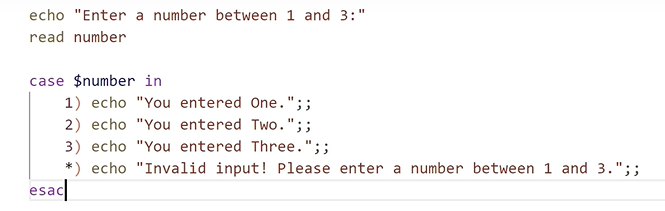 echo "Enter a number between 1 and 3:"
read number

case $number in
    1) echo "You entered One.";;
    2) echo "You entered Two.";;
    3) echo "You entered Three.";;
    *) echo "Invalid input! Please enter a number between 1 and 3.";;
esac